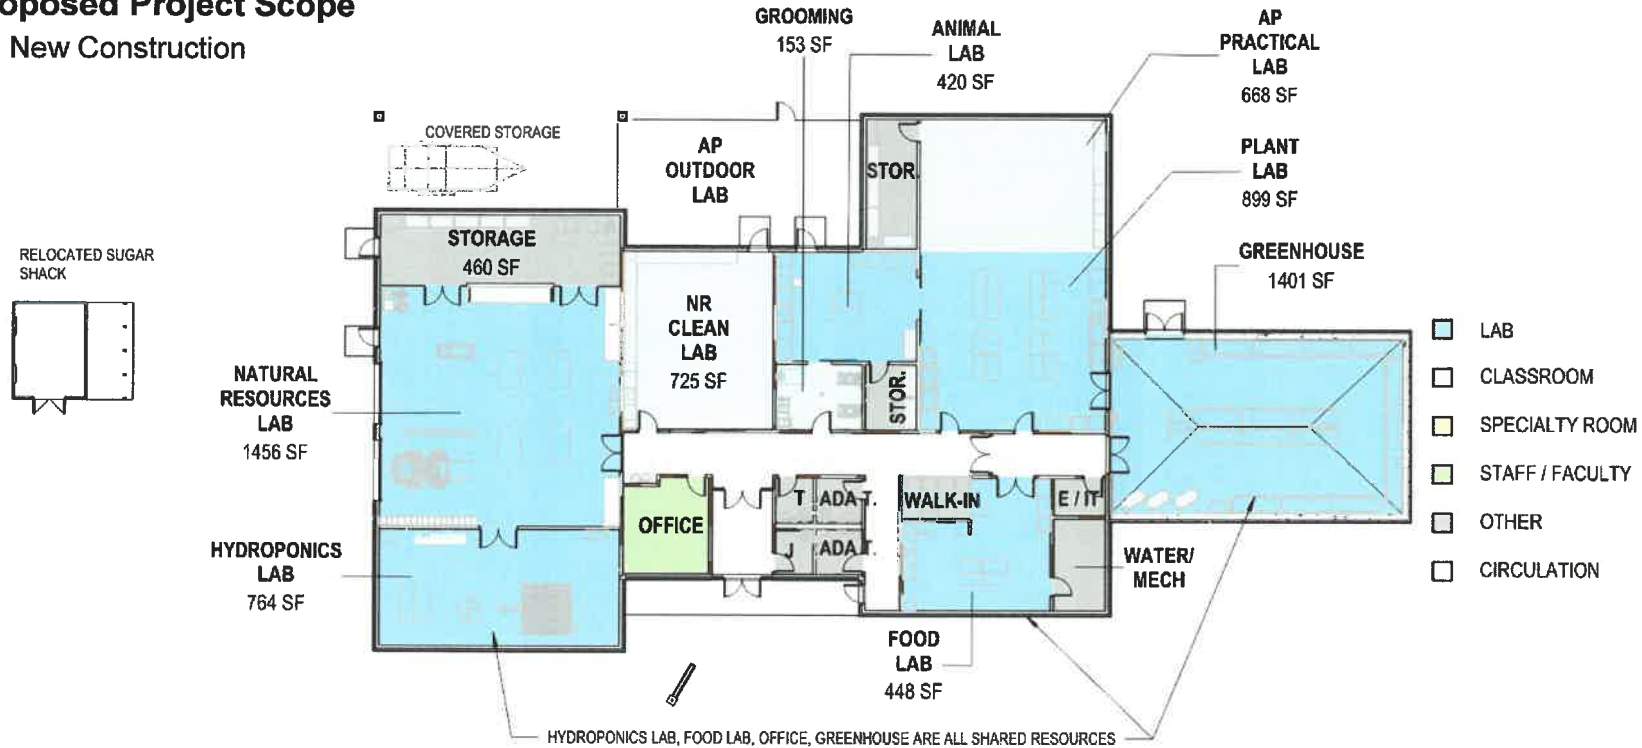 oposed Project Scope
New Construction
GROOMING
153 SF
ANIMAL
LAB
420 SF
AP
PRACTICAL
LAB
668 SF
COVERED STORAGE
AP
OUTDOOR
LAB
STOR.
PLANT
LAB
899 SF
RELOCATED SUGAR
SHACK
STORAGE
460 SF
GREENHOUSE
1401 SF
NR
CLEAN
LAB
725 SF
NATURAL
RESOURCES
LAB
1456 SF
STOR.
LAB
CLASSROOM
SPECIALTY ROOM
STAFF / FACULTY
OTHER
CIRCULATION
OFFICE
T
ADA T.
WALK-IN
E / IT
J
ADA T.
HYDROPONICS
LAB
764 SF
WATER/
MECH
FOOD
LAB
448 SF
HYDROPONICS LAB, FOOD LAB, OFFICE, GREENHOUSE ARE ALL SHARED RESOURCES